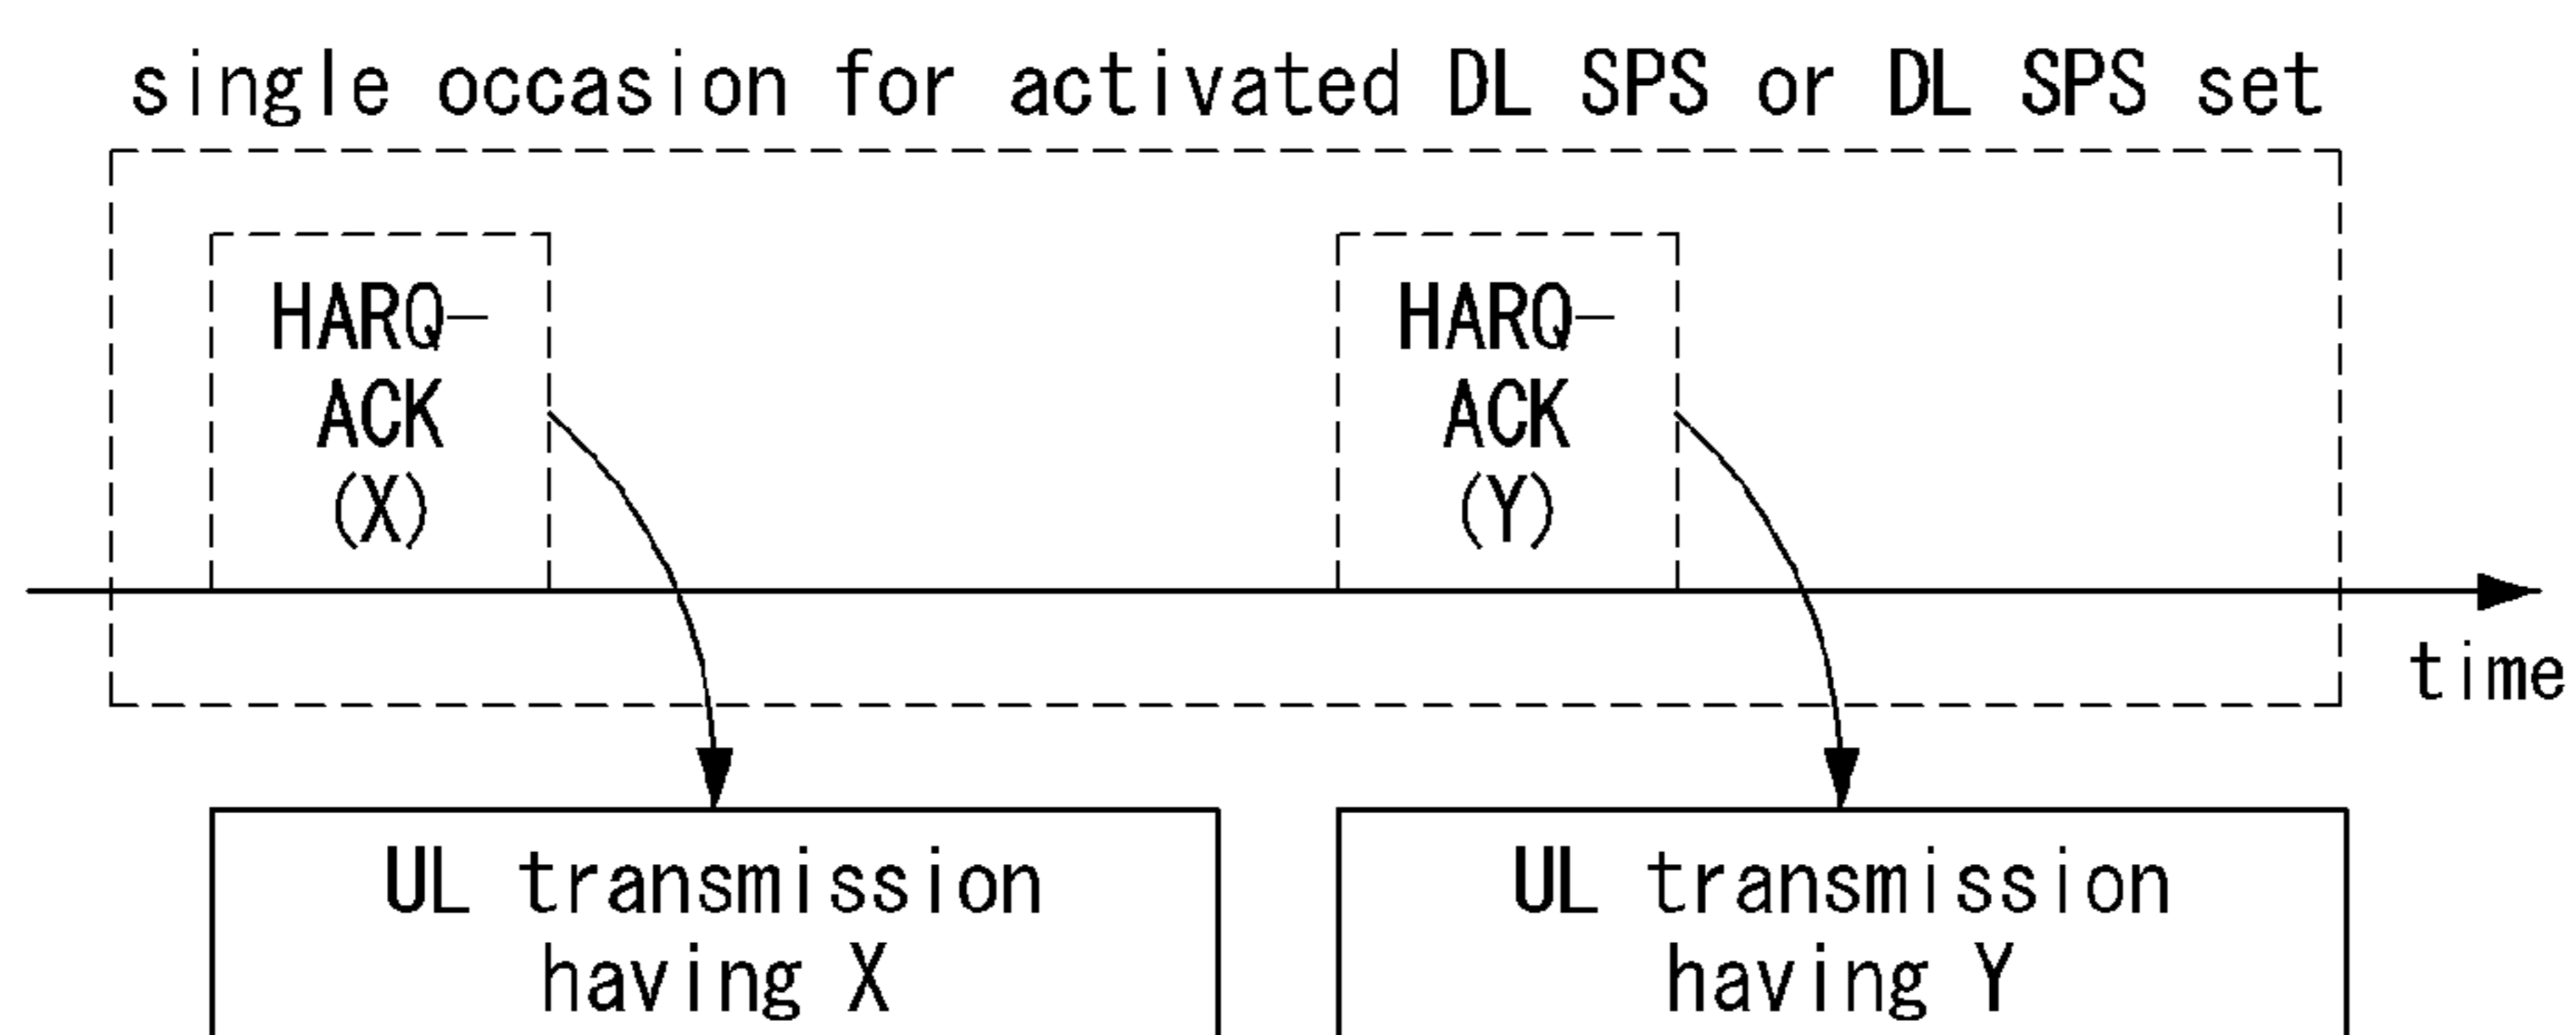 single occasion for activated DL SPS or DL SPS set
HARQ-
ACK
(X)
HARQ-
ACK
(Y)
time
UL transmission
having X
UL transmission
having Y